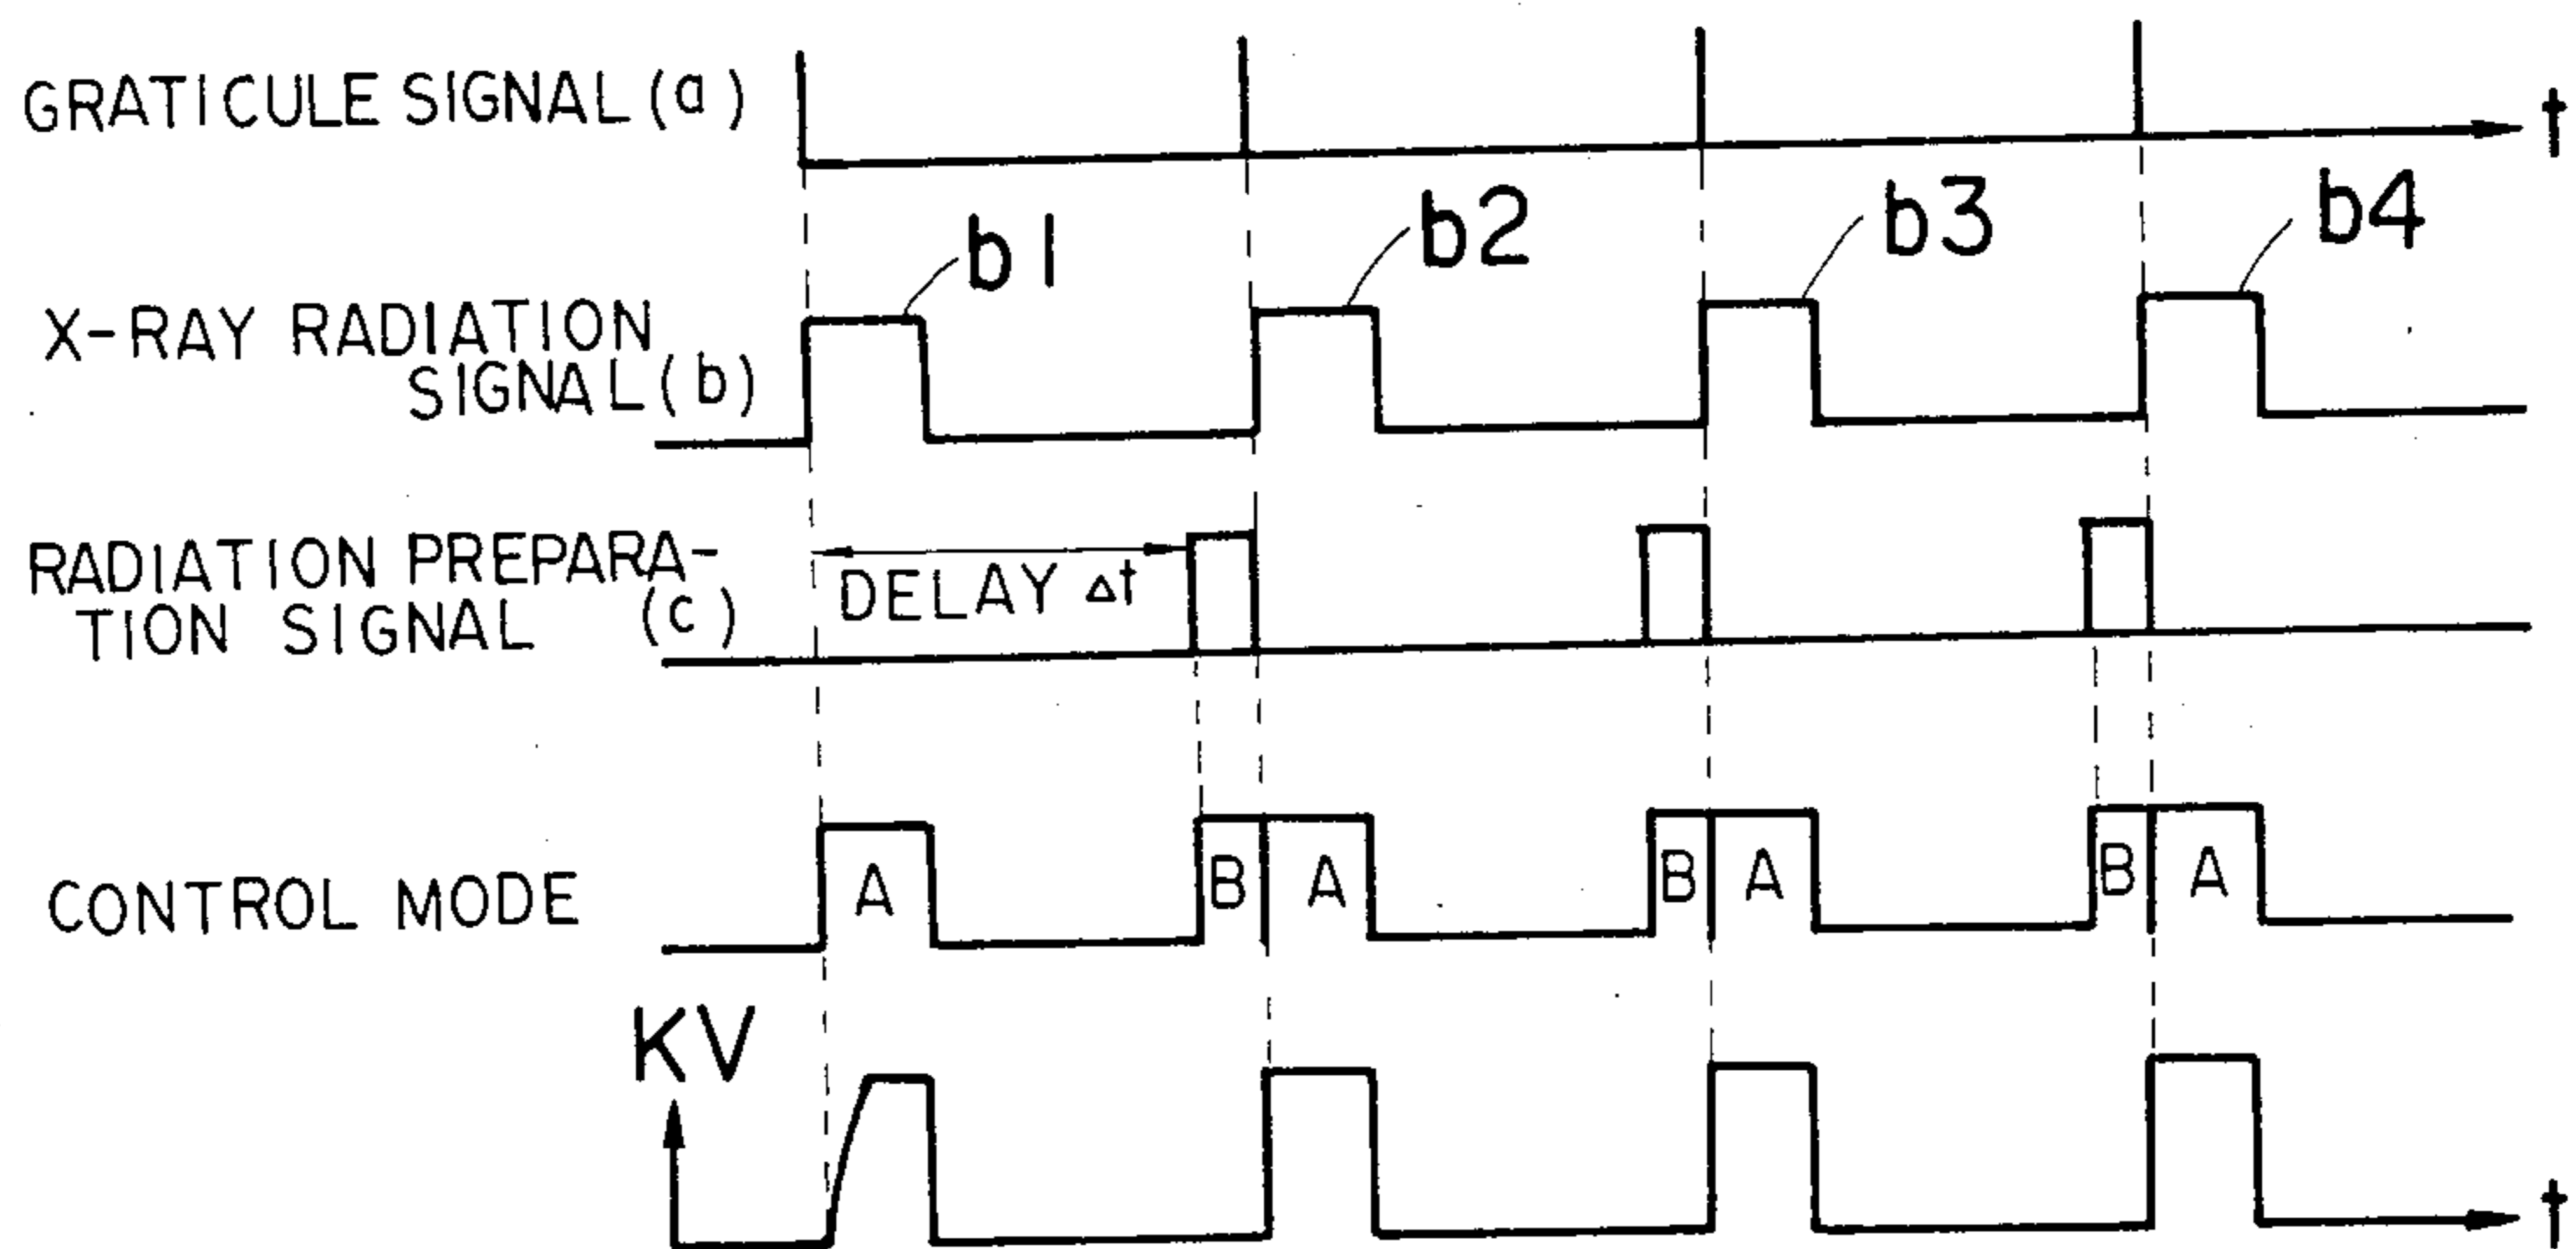 GRATICULE SIGNAL (a)
t
b1
b2
b3
b4
X-RAY RADIATION
SIGNAL (b)
RADIATION PREPARA-
TION SIGNAL (c)
DELAY Δt
CONTROL MODE
A
B A
B A
B A
KV
t